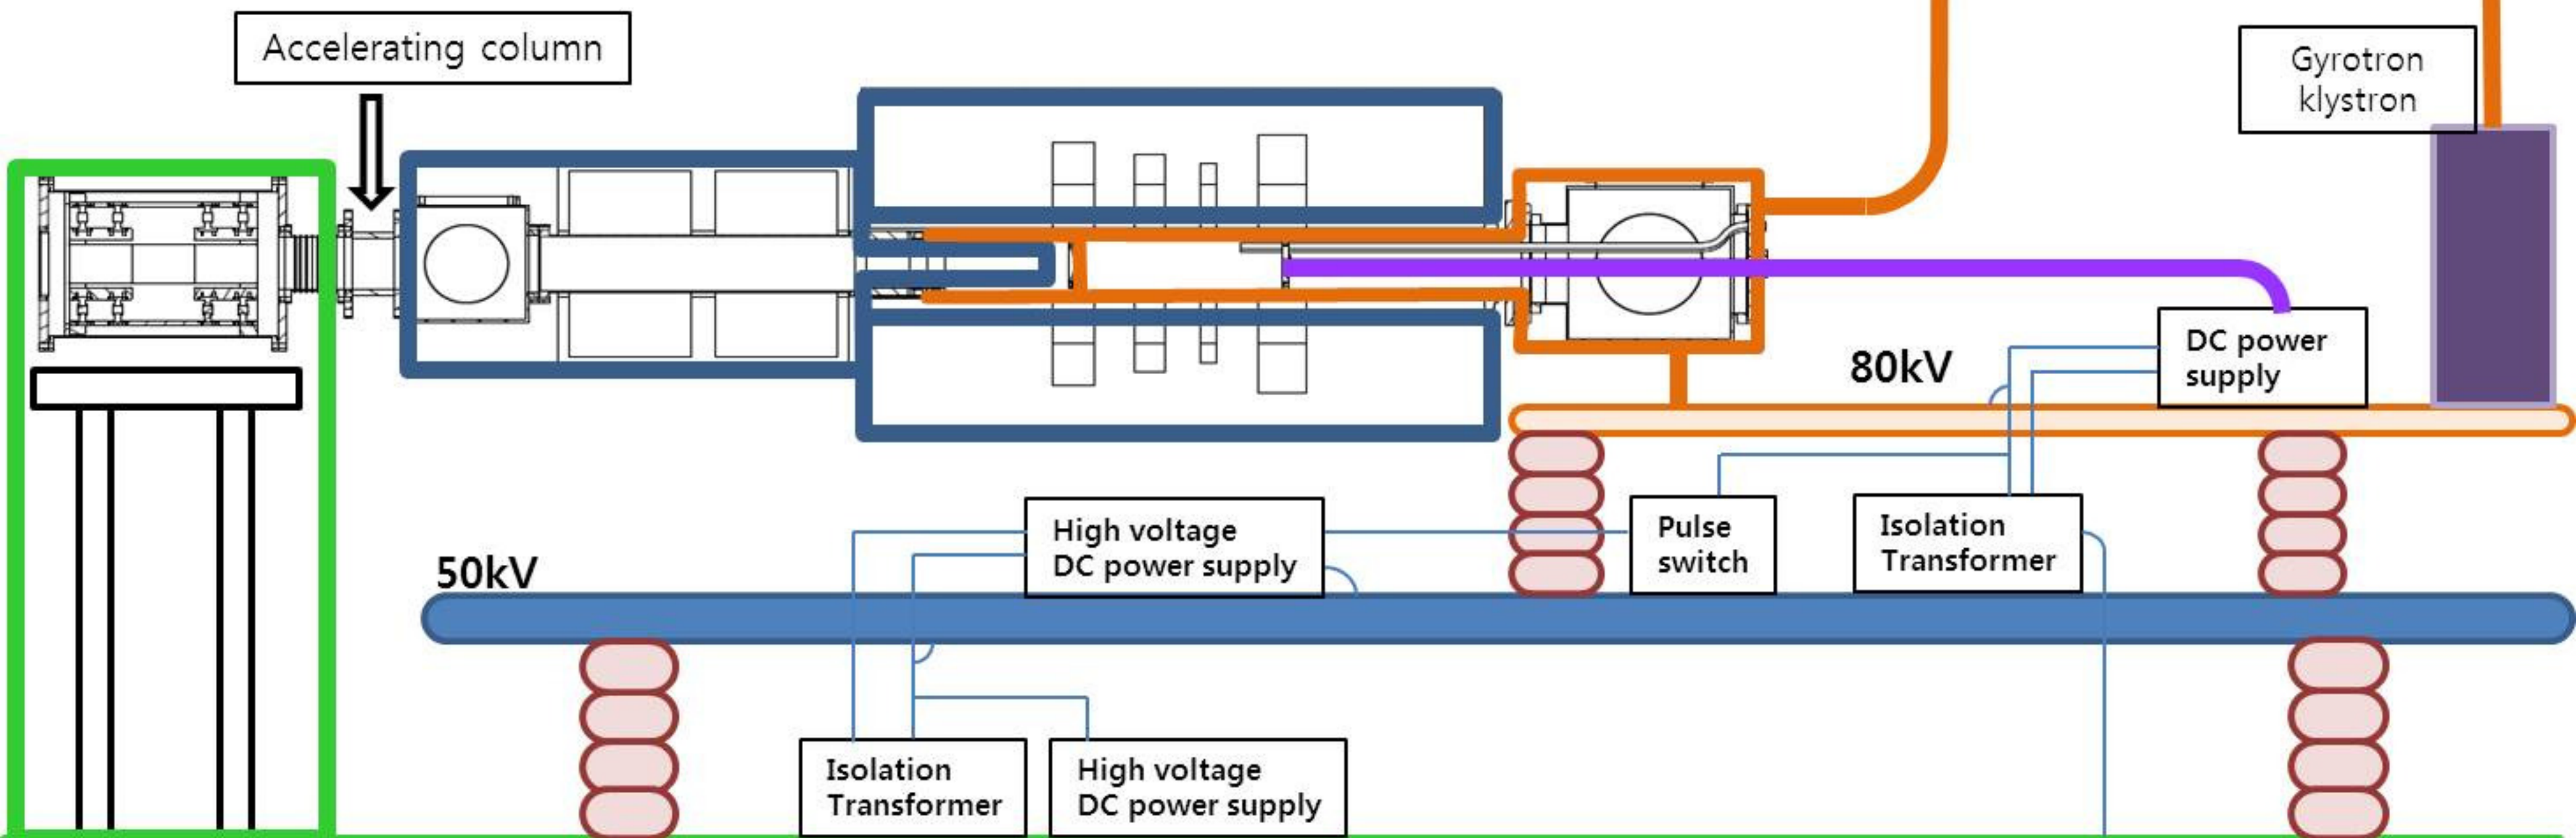 Accelerating column
Gyrotron
klystron
DC power
supply
80kV
High voltage
DC power supply
Pulse
switch
Isolation
Transformer
50kV
Isolation
Transformer
High voltage
DC power supply